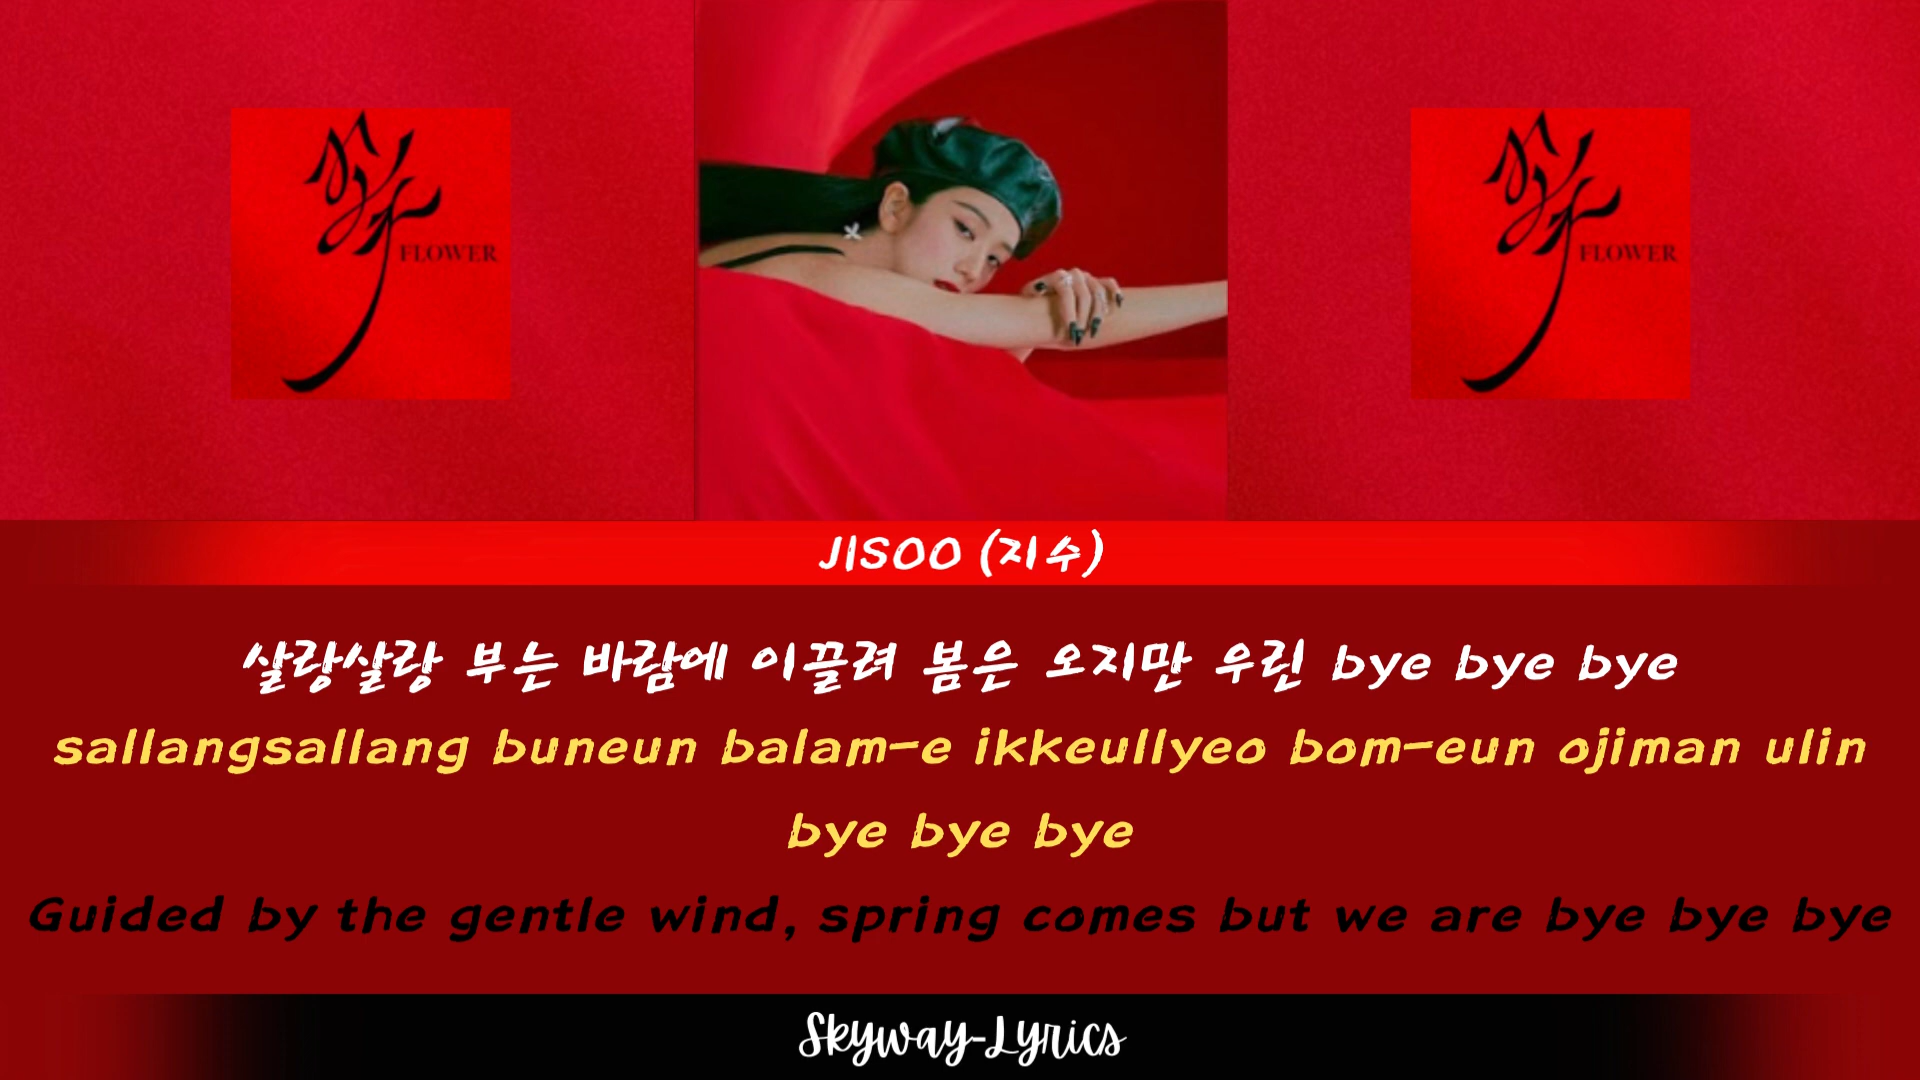 꽃
FLOWER
꽃
FLOWER
JISOO (지수)
살랑살랑 부는 바람에 이끌려 봄은 오지만 우린 bye bye bye
sallangsallang buneun balam-e ikkeullyeo bom-eun ojiman ulin
bye bye bye
Guided by the gentle wind, spring comes but we are bye bye bye
Skyway-Lyrics